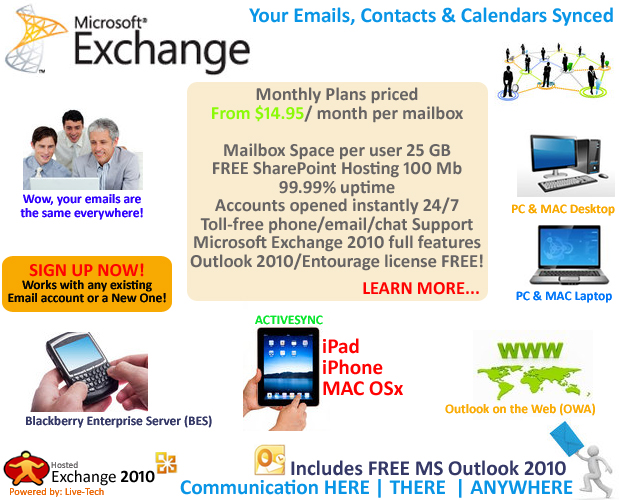 Microsoft®
Exchange
Your Emails, Contacts & Calendars Synced
Monthly Plans priced
From $14.95/ month per mailbox
Mailbox Space per user 25 GB
FREE SharePoint Hosting 100 Mb
99.99% uptime
Accounts opened instantly 24/7
Toll-free phone/email/chat Support
Microsoft Exchange 2010 full features
Outlook 2010/Entourage license FREE!
LEARN MORE...
Wow, your emails are
the same everywhere!
PC & MAC Desktop
SIGN UP NOW!
Works with any existing
Email account or a New One!
PC & MAC Laptop
ACTIVESYNC
iPad
iPhone
MAC OSx
WWW
Blackberry Enterprise Server (BES)
Outlook on the Web (OWA)
Hosted
Exchange 2010
Powered by: Live-Tech
Includes FREE MS Outlook 2010
Communication HERE | THERE | ANYWHERE